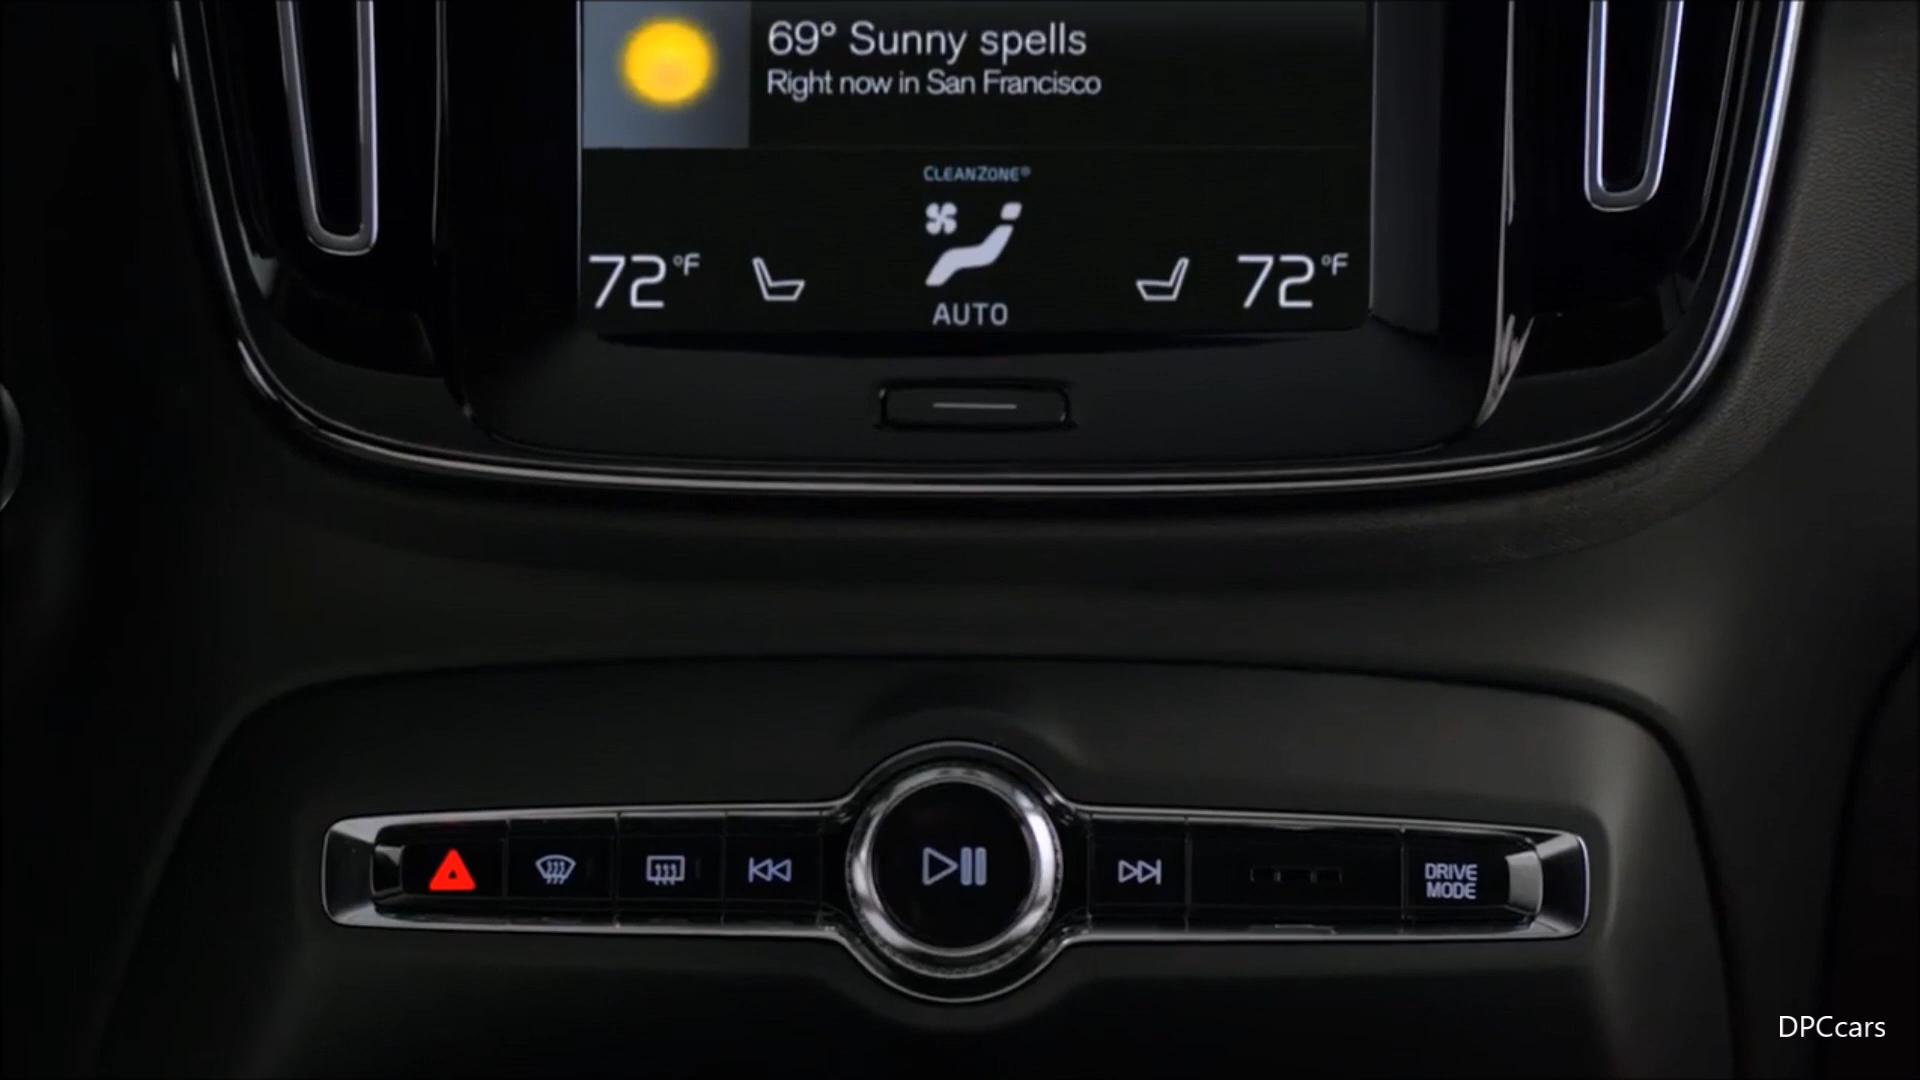 69° Sunny spells
Right now in San Francisco
CLEANZONE®
72°F
72°F
AUTO
DRIVE
MODE
DPCcars